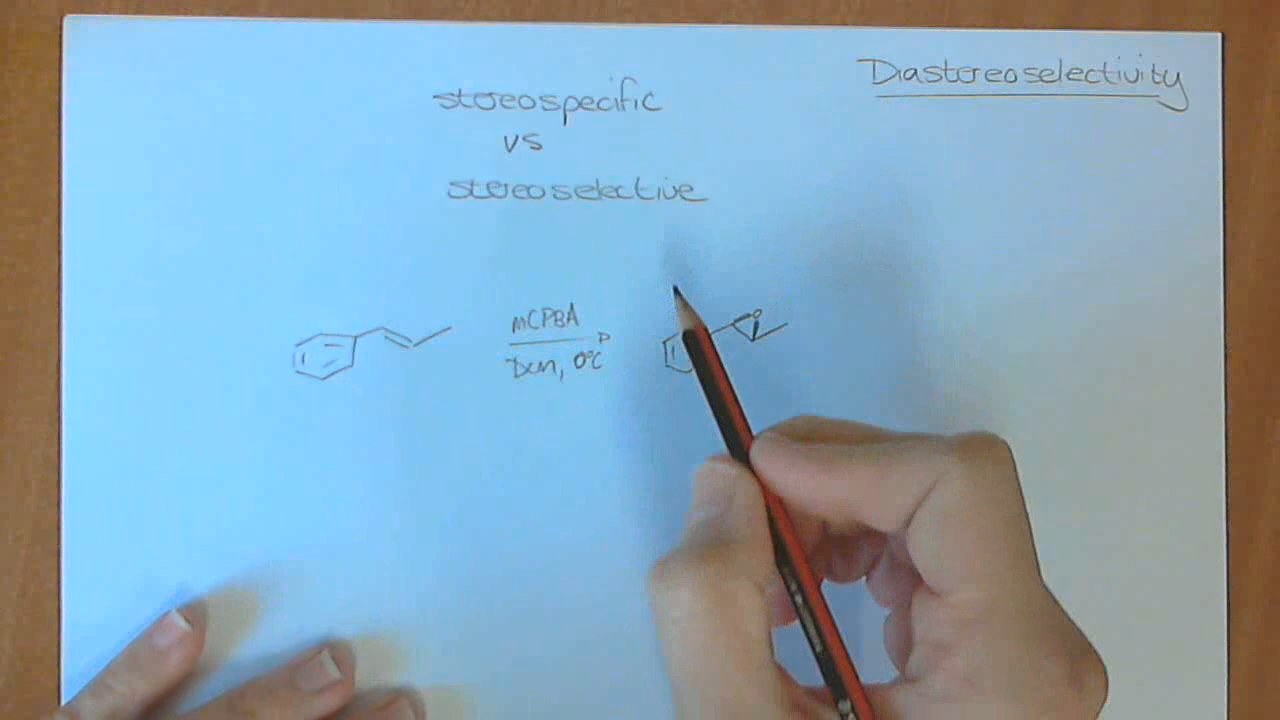 Diastereoselectivity
stereospecific
vs
stereoselective
mCPBA
Dcm, 0°C
O